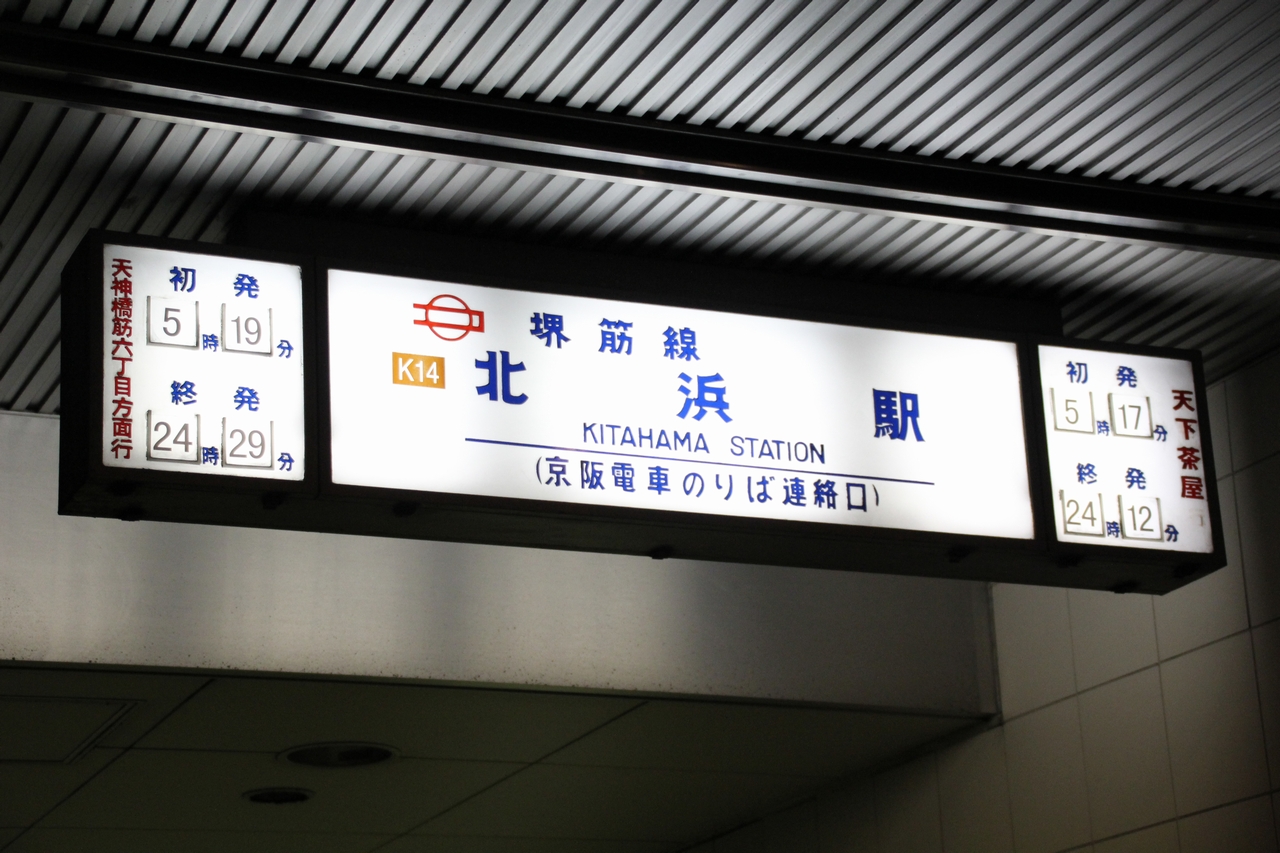 天神橋筋六丁目方面行
初発
5時19分
終発
24時29分
堺筋線
K14
北浜駅
KITAHAMA STATION
(京阪電車のりば連絡口)
初発
5時17分
終発
24時12分
天下茶屋